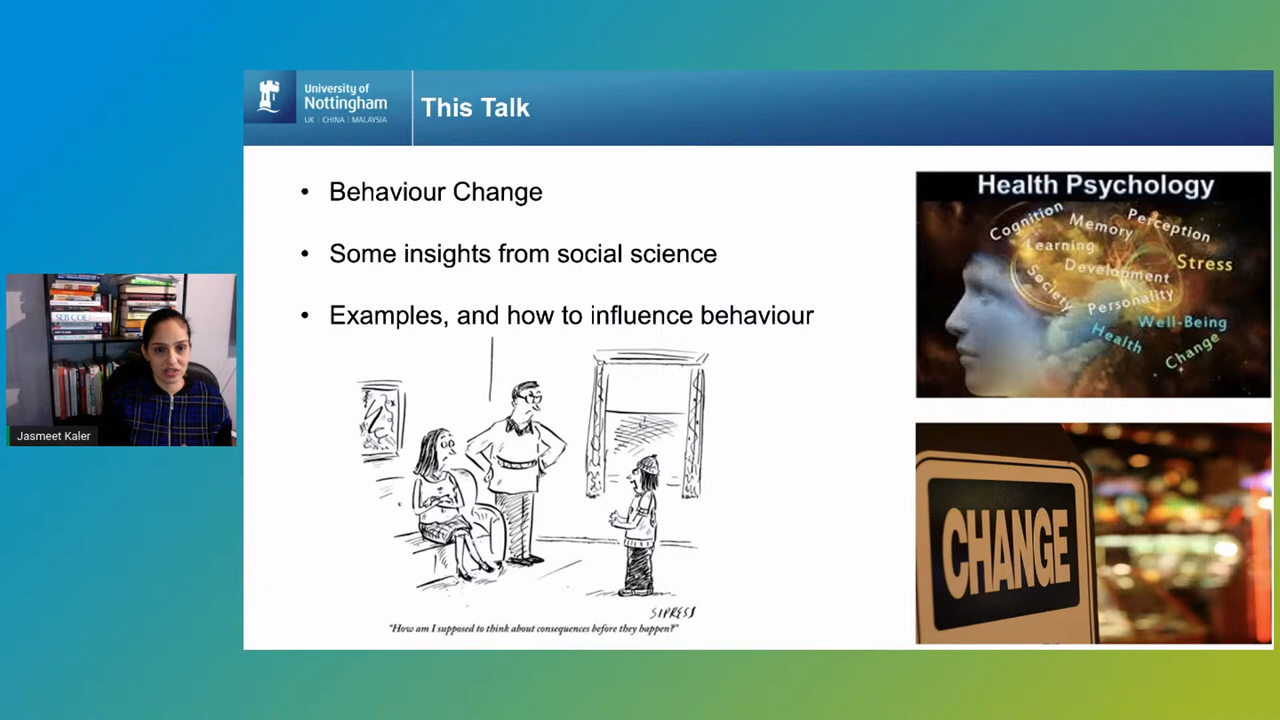 University of
Nottingham
UK | CHINA | MALAYSIA
This Talk
• Behaviour Change
• Some insights from social science
• Examples, and how to influence behaviour
SIPRESS
"How am I supposed to think about consequences before they happen?"
Health Psychology
Cognition
Memory
Perception
Learning
Development
Stress
Society
Personality
Well-Being
Health
Change
CHANGE
Jasmeet Kaler